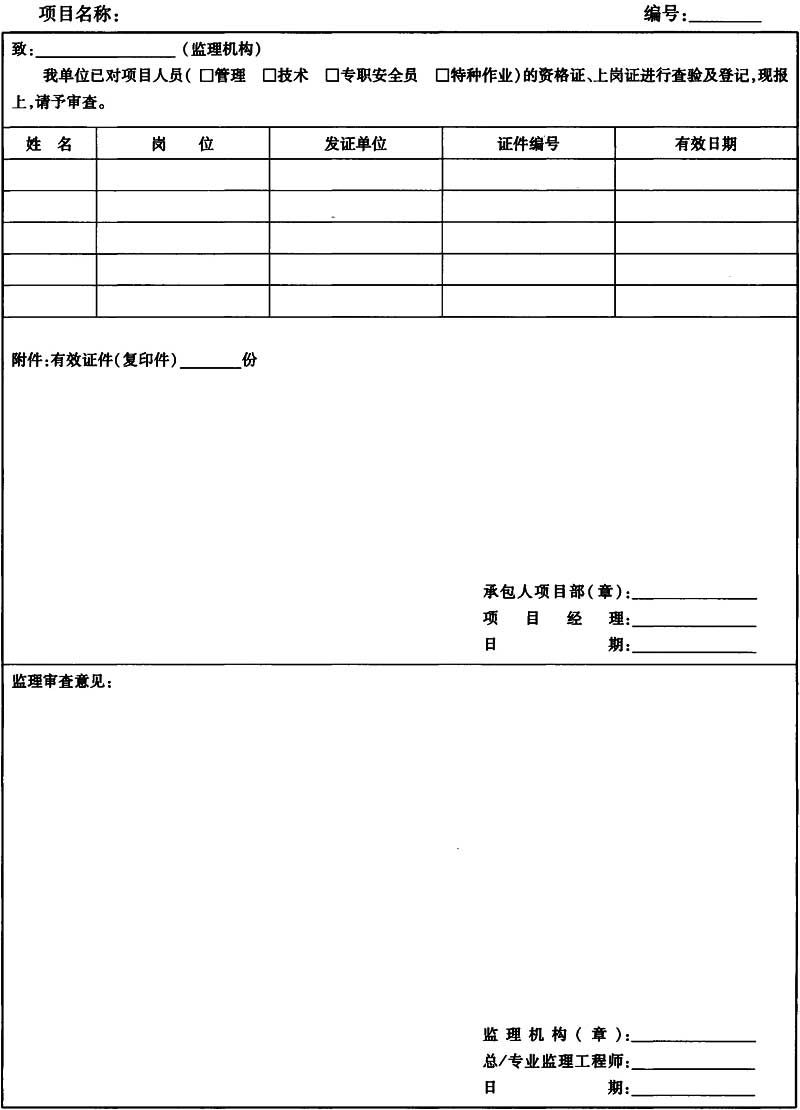 项目名称： 编号：________
致：________________（监理机构）
我单位已对项目人员（ □管理 □技术 □专职安全员 □特种作业）的资格证、上岗证进行查验及登记，现报
上，请予审查。
姓 名 岗 位 发证单位 证件编号 有效日期
附件：有效证件（复印件）_______份
承包人项目部（章）：______________
项 目 经 理：______________
日 期：______________
监理审查意见：
监 理 机 构（ 章 ）：______________
总/专业监理工程师：______________
日 期：______________